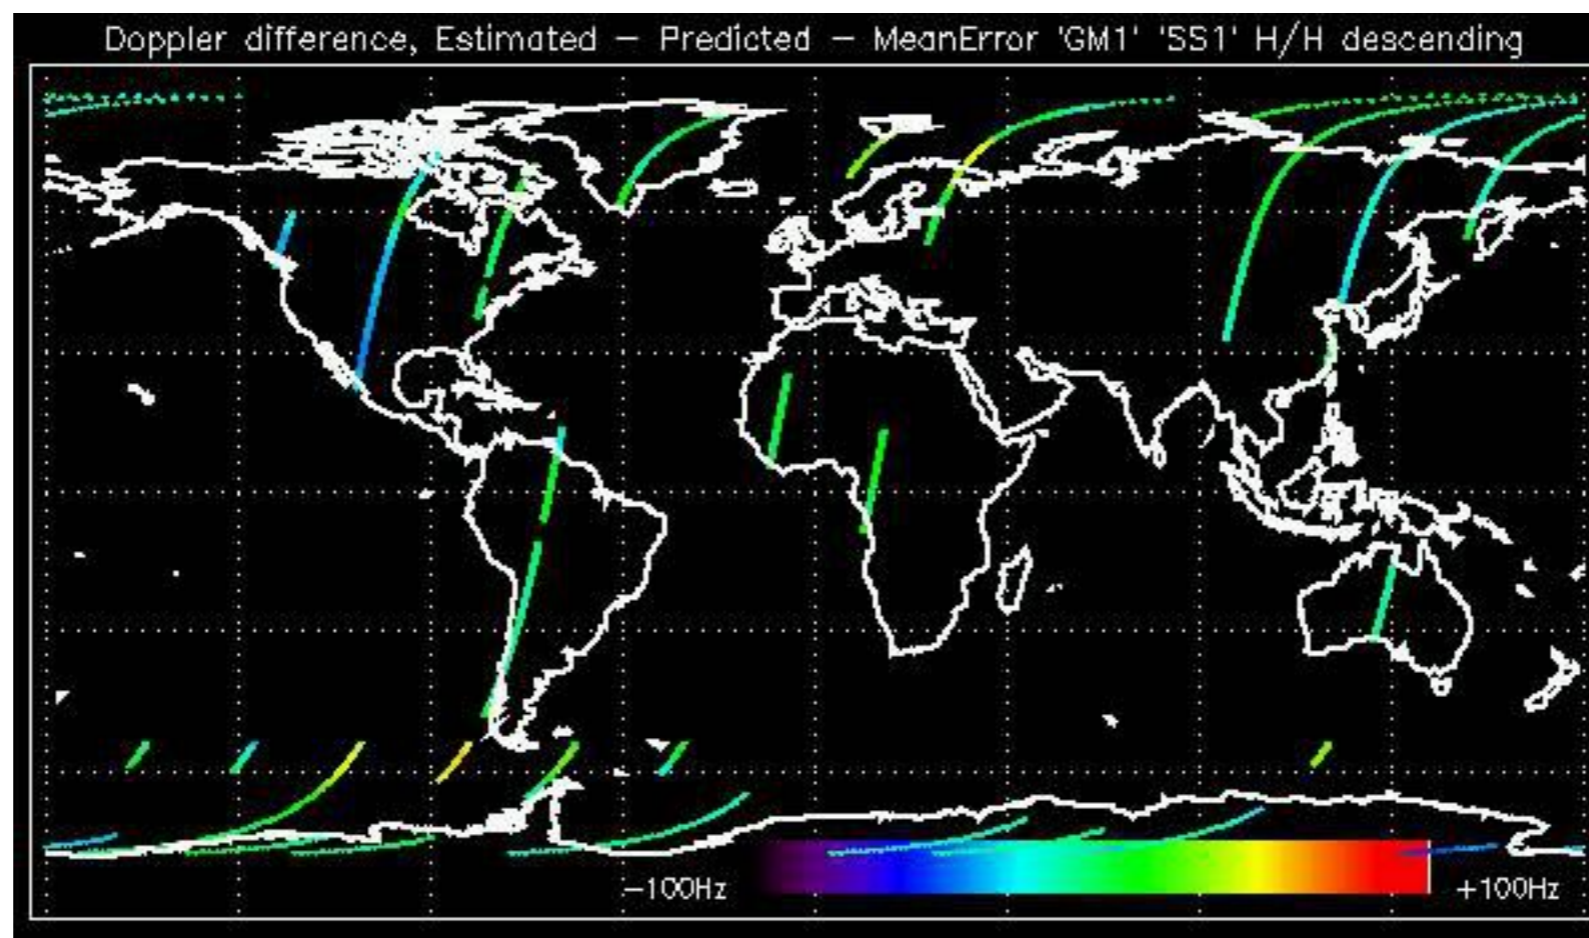 Doppler difference, Estimated – Predicted – MeanError 'GM1' 'SS1' H/H descending
–100Hz +100Hz